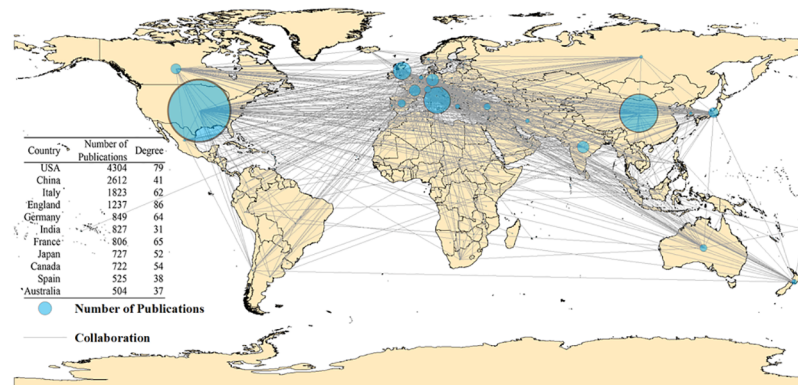 Country Number of Publications Degree
USA 4304 79
China 2612 41
Italy 1823 62
England 1237 86
Germany 849 64
India 827 31
France 806 65
Japan 727 52
Canada 722 54
Spain 525 38
Australia 504 37
Number of Publications
Collaboration